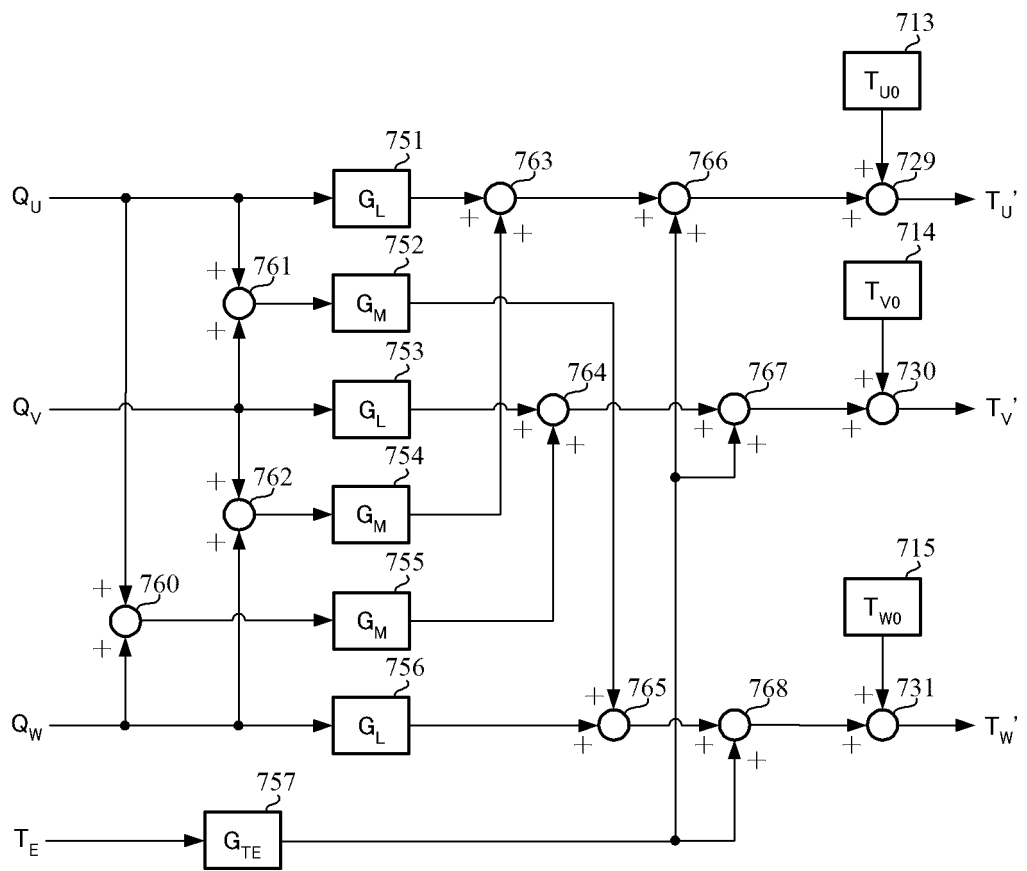 713
T_U0
751
763
766
729
Q_U
G_L
+
+
+
+
+
+
T_U'
714
+
761
752
T_V0
+
G_M
753
764
767
+
730
Q_V
G_L
+
+
+
+
+
T_V'
754
+
762
G_M
+
715
755
+
760
G_M
T_W0
+
756
+
765
768
+
731
Q_W
G_L
+
+
+
+
T_W'
757
T_E
G_TE